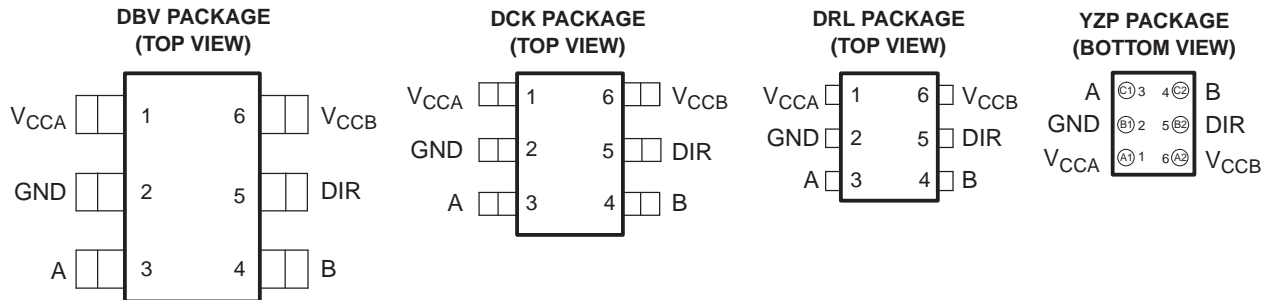 DBV PACKAGE
(TOP VIEW)
VCCA 1 6 VCCB
GND 2 5 DIR
A 3 4 B
DCK PACKAGE
(TOP VIEW)
VCCA 1 6 VCCB
GND 2 5 DIR
A 3 4 B
DRL PACKAGE
(TOP VIEW)
VCCA 1 6 VCCB
GND 2 5 DIR
A 3 4 B
YZP PACKAGE
(BOTTOM VIEW)
A C1 3 4 C2 B
GND B1 2 5 B2 DIR
VCCA A1 1 6 A2 VCCB